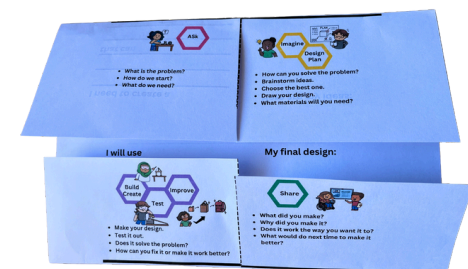 ASk
• What is the problem?
• How do we start?
• What do we need?
Imagine
Design
Plan
• How can you solve the problem?
• Brainstorm ideas.
• Choose the best one.
• Draw your design.
• What materials will you need?
I will use
My final design:
Build
Create
Test
Improve
• Make your design.
• Test it out.
• Does it solve the problem?
• How can you fix it or make it work better?
Share
• What did you make?
• Why did you make it?
• Does it work the way you want it to?
• What would do next time to make it
better?